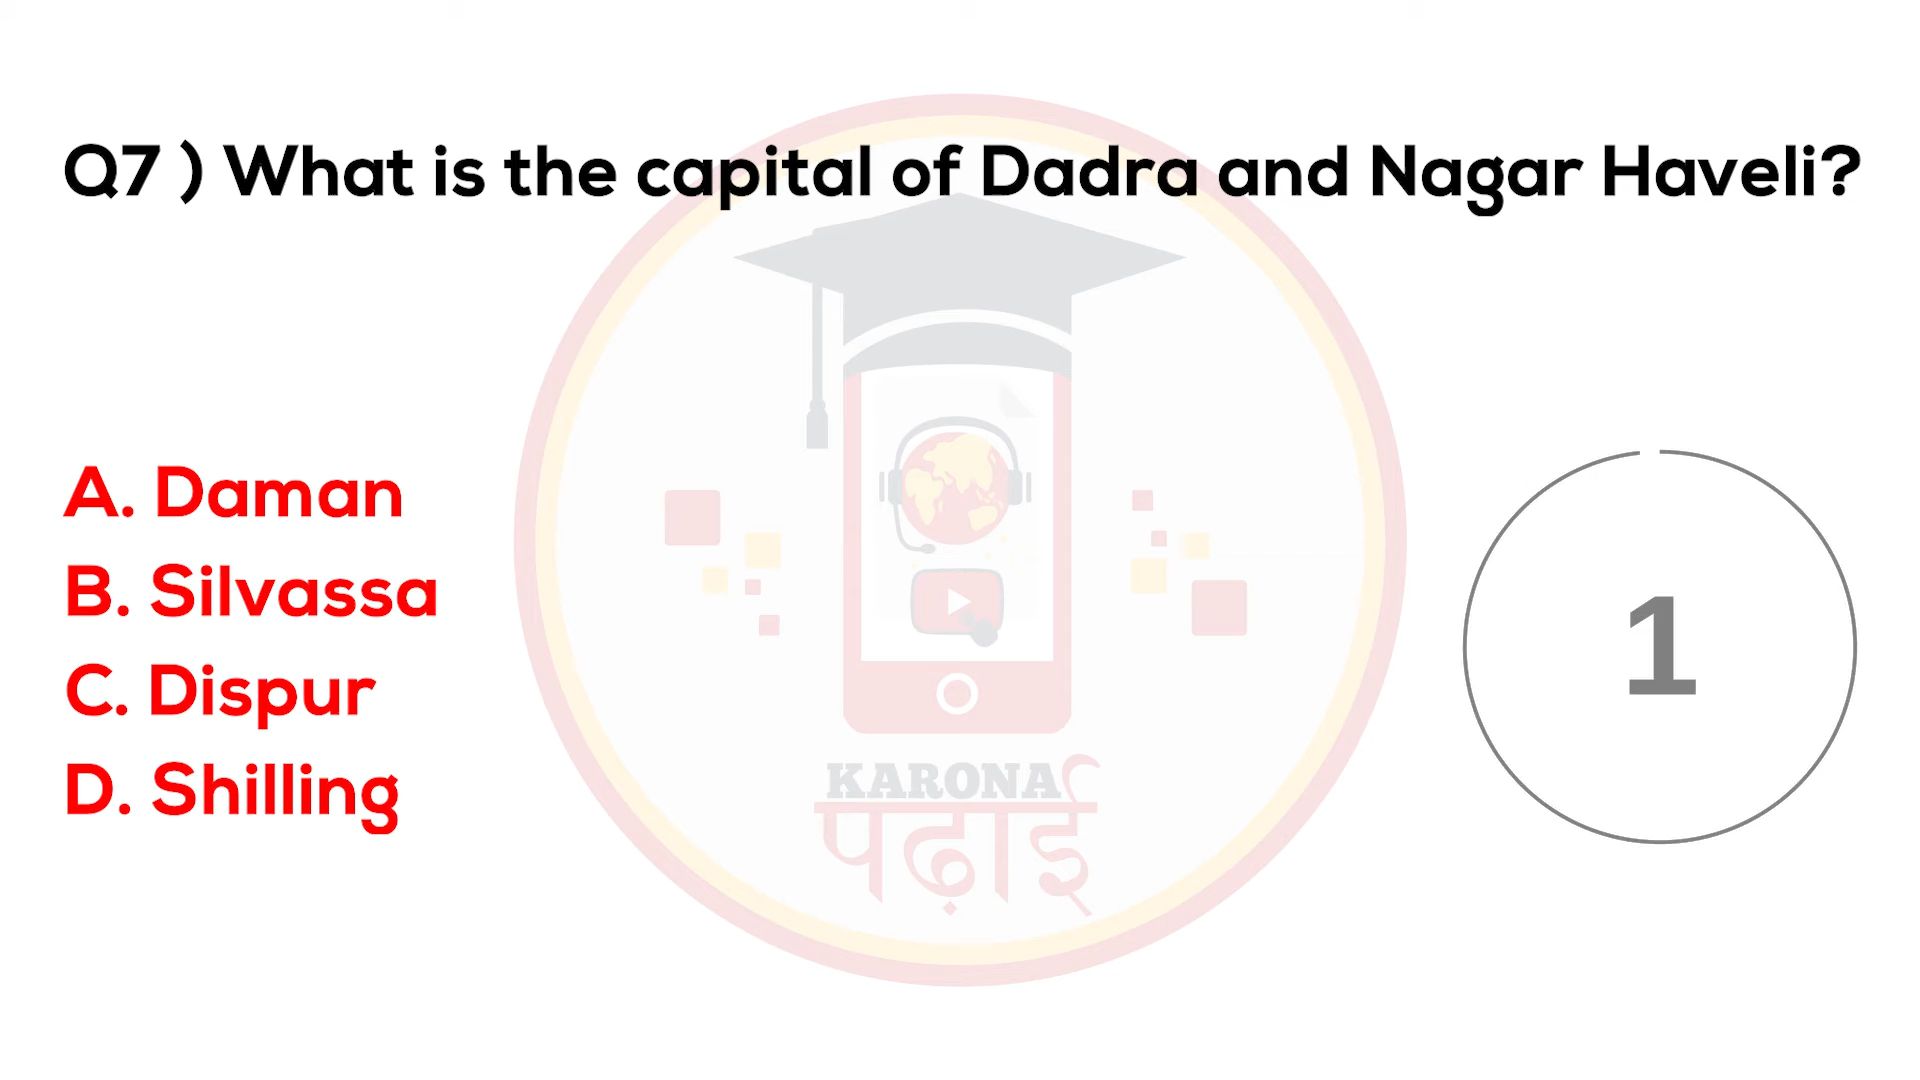 Q7 ) What is the capital of Dadra and Nagar Haveli?
A. Daman
B. Silvassa
C. Dispur
D. Shilling
1
KARONA
पढ़ाई